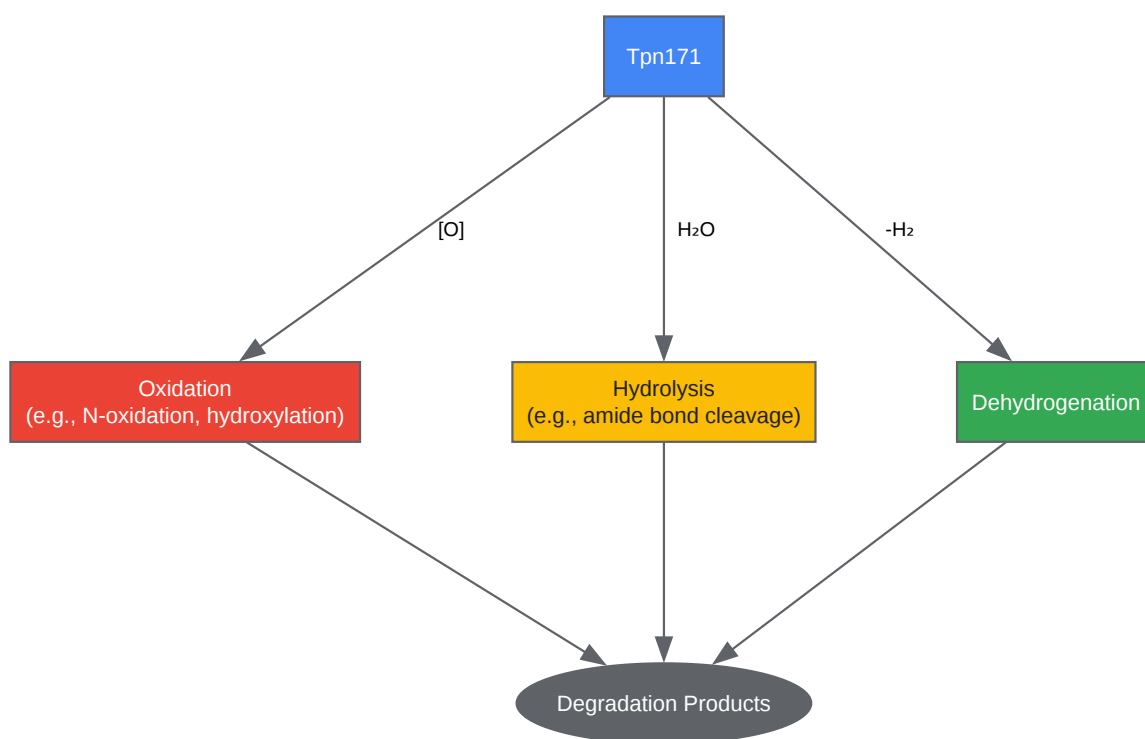 Tpn171
[O]
H₂O
-H₂
Oxidation
(e.g., N-oxidation, hydroxylation)
Hydrolysis
(e.g., amide bond cleavage)
Dehydrogenation
Degradation Products